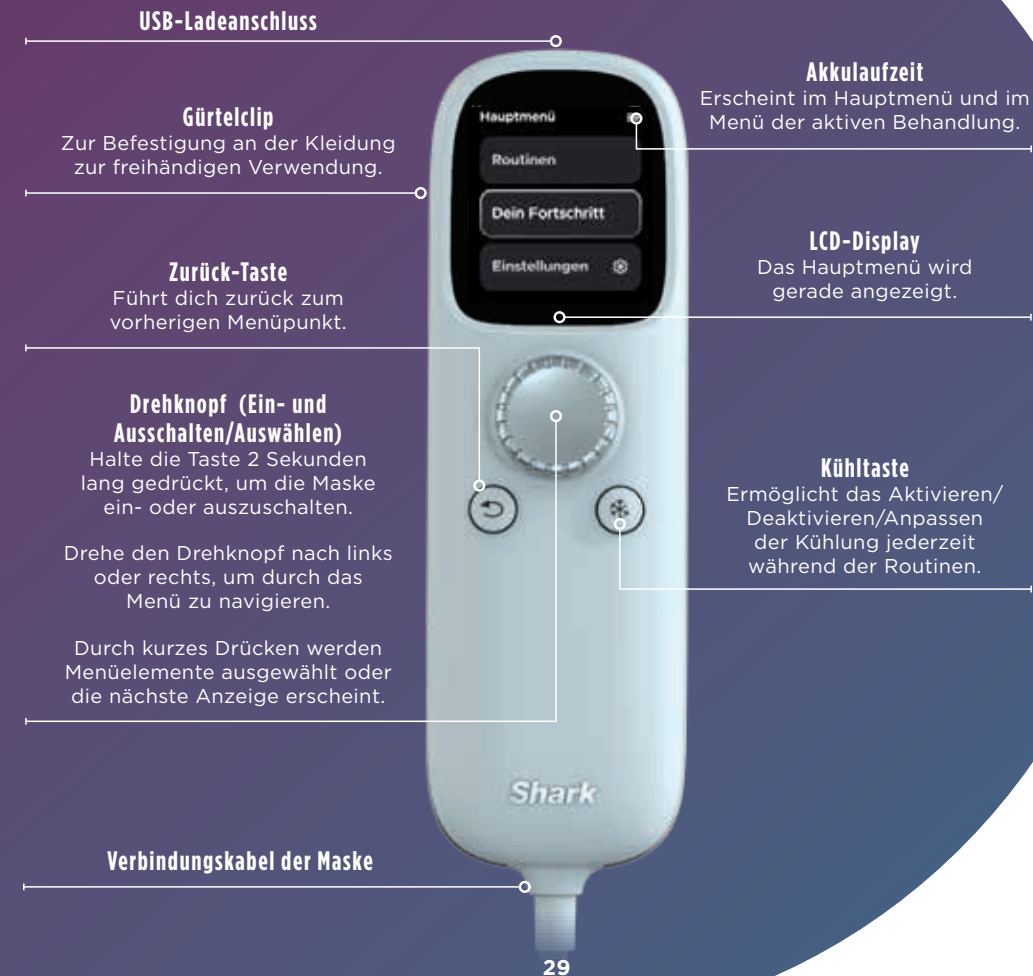 USB-Ladeanschluss
Gürtelclip
Zur Befestigung an der Kleidung
zur freihändigen Verwendung.
Zurück-Taste
Führt dich zurück zum
vorherigen Menüpunkt.
Drehknopf (Ein- und
Ausschalten/Auswählen)
Halte die Taste 2 Sekunden
lang gedrückt, um die Maske
ein- oder auszuschalten.
Drehe den Drehknopf nach links
oder rechts, um durch das
Menü zu navigieren.
Durch kurzes Drücken werden
Menüelemente ausgewählt oder
die nächste Anzeige erscheint.
Verbindungskabel der Maske
Hauptmenü
Routinen
Dein Fortschritt
Einstellungen
Shark
Akkulaufzeit
Erscheint im Hauptmenü und im
Menü der aktiven Behandlung.
LCD-Display
Das Hauptmenü wird
gerade angezeigt.
Kühltaste
Ermöglicht das Aktivieren/
Deaktivieren/Anpassen
der Kühlung jederzeit
während der Routinen.
29